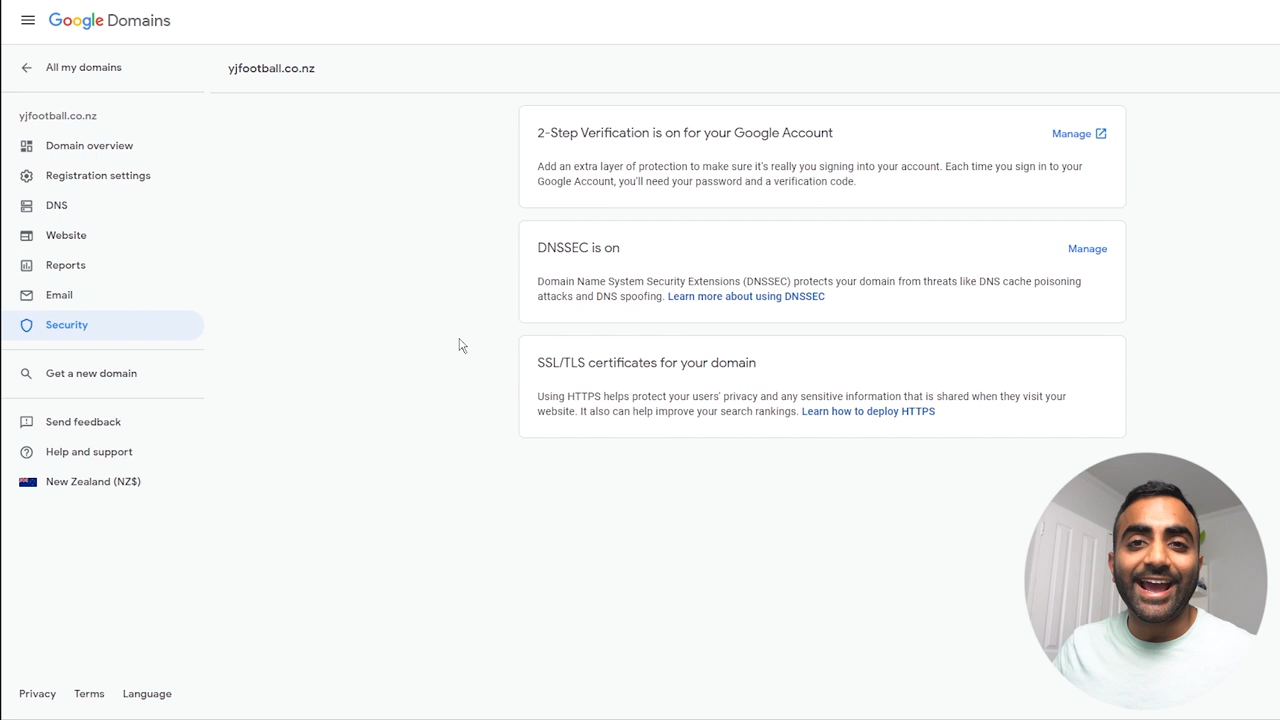 Google Domains
All my domains
yjfootball.co.nz
yjfootball.co.nz
Domain overview
Registration settings
DNS
Website
Reports
Email
Security
Get a new domain
Send feedback
Help and support
New Zealand (NZ$)
Privacy Terms Language
2-Step Verification is on for your Google Account
Manage
Add an extra layer of protection to make sure it's really you signing into your account. Each time you sign in to your
Google Account, you'll need your password and a verification code.
DNSSEC is on
Manage
Domain Name System Security Extensions (DNSSEC) protects your domain from threats like DNS cache poisoning
attacks and DNS spoofing. Learn more about using DNSSEC
SSL/TLS certificates for your domain
Using HTTPS helps protect your users' privacy and any sensitive information that is shared when they visit your
website. It also can help improve your search rankings. Learn how to deploy HTTPS